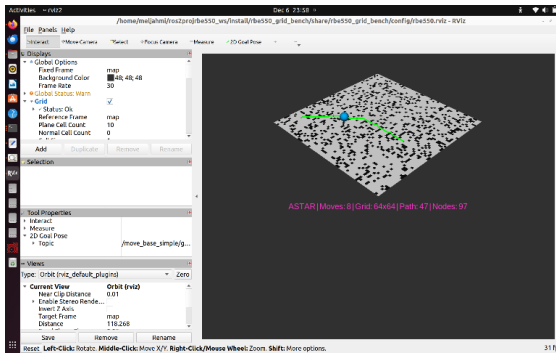 Activities
rviz2
Dec 6 23:58
/home/meljahmi/ros2proj/rbe550_ws/install/rbe550_grid_bench/share/rbe550_grid_bench/config/rbe550.rviz - RViz
File Panels Help
Interact Move Camera Select Focus Camera Measure 2D Goal Pose
Displays
Global Options
Fixed Frame map
Background Color 48; 48; 48
Frame Rate 30
Global Status: Warn
Grid
Status: Ok
Reference Frame map
Plane Cell Count 10
Normal Cell Count 0
Add Duplicate Remove Rename
Selection
Tool Properties
Interact
Measure
2D Goal Pose
Topic /move_base_simple/g...
Views
Type: Orbit (rviz_default_plugins) Zero
Current View Orbit (rviz)
Near Clip Distance 0.01
Enable Stereo Rende...
Invert Z Axis
Target Frame map
Distance 118.268
Save Remove Rename
ASTAR | Moves: 8 | Grid: 64x64 | Path: 47 | Nodes: 97
Reset Left-Click: Rotate. Middle-Click: Move X/Y. Right-Click/Mouse Wheel: Zoom. Shift: More options.